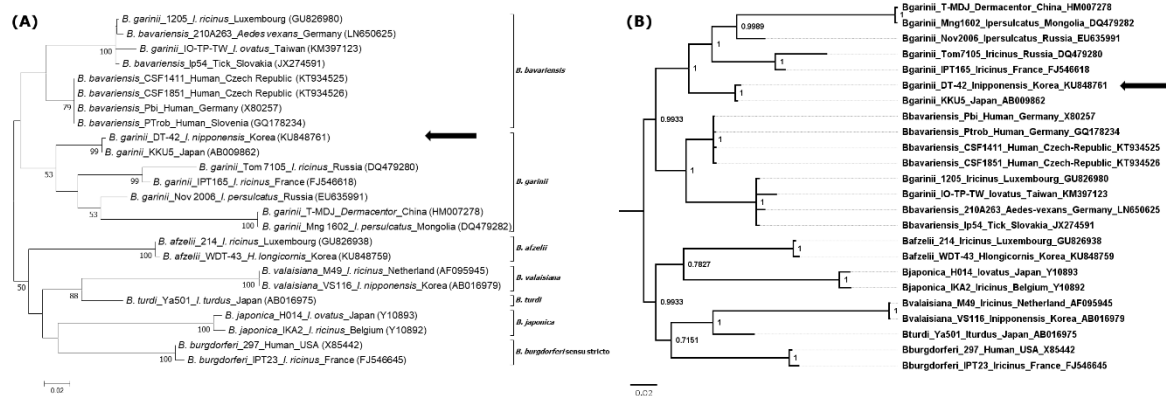 (A)
B. garinii_1205_I. ricinus_Luxembourg (GU826980)
B. bavariensis_210A263_Aedes vexans_Germany (LN650625)
100
B. garinii_IO-TP-TW_I. ovatus_Taiwan (KM397123)
B. bavariensis_Ip54_Tick_Slovakia (JX274591)
B. bavariensis
B. bavariensis_CSF1411_Human_Czech Republic (KT934525)
B. bavariensis_CSF1851_Human_Czech Republic (KT934526)
79
B. bavariensis_Pbi_Human_Germany (X80257)
B. bavariensis_PTrob_Human_Slovenia (GQ178234)
B. garinii_DT-42_I. nipponensis_Korea (KU848761)
99
B. garinii_KKU5_Japan (AB009862)
53
B. garinii_Tom 7105_I. ricinus_Russia (DQ479280)
99
B. garinii_IPT165_I. ricinus_France (FJ546618)
B. garinii
B. garinii_Nov 2006_I. persulcatus_Russia (EU635991)
53
B. garinii_T-MDJ_Dermacentor_China (HM007278)
100
B. garinii_Mng 1602_I. persulcatus_Mongolia (DQ479282)
B. afzelii_214_I. ricinus_Luxembourg (GU826938)
100
B. afzelii_WDT-43_H. longicornis_Korea (KU848759)
B. afzelii
50
B. valaisiana_M49_I. ricinus_Netherland (AF095945)
100
B. valaisiana_VS116_I. nipponensis_Korea (AB016979)
B. valaisiana
88
B. turdi_Ya501_I. turdus_Japan (AB016975)
B. turdi
B. japonica_H014_I. ovatus_Japan (Y10893)
100
B. japonica_IKA2_I. ricinus_Belgium (Y10892)
B. japonica
B. burgdorferi_297_Human_USA (X85442)
100
B. burgdorferi_IPT23_I. ricinus_France (FJ546645)
B. burgdorferi sensu stricto
0.02
(B)
Bgarinii_T-MDJ_Dermacentor_China_HM007278
1
Bgarinii_Mng1602_Ipersulcatus_Mongolia_DQ479282
0.9989
Bgarinii_Nov2006_Ipersulcatus_Russia_EU635991
1
Bgarinii_Tom7105_Iricinus_Russia_DQ479280
1
Bgarinii_IPT165_Iricinus_France_FJ546618
1
Bgarinii_DT-42_Inipponensis_Korea_KU848761
1
Bgarinii_KKU5_Japan_AB009862
0.9933
Bbavariensis_Pbi_Human_Germany_X80257
Bbavariensis_Ptrob_Human_Germany_GQ178234
1
Bbavariensis_CSF1411_Human_Czech-Republic_KT934525
Bbavariensis_CSF1851_Human_Czech-Republic_KT934526
1
Bgarinii_1205_Iricinus_Luxembourg_GU826980
Bgarinii_IO-TP-TW_Iovatus_Taiwan_KM397123
1
Bbavariensis_210A263_Aedes-vexans_Germany_LN650625
Bbavariensis_Ip54_Tick_Slovakia_JX274591
Bafzelii_214_Iricinus_Luxembourg_GU826938
1
Bafzelii_WDT-43_Hlongicornis_Korea_KU848759
0.7827
Bjaponica_H014_Iovatus_Japan_Y10893
1
Bjaponica_IKA2_Iricinus_Belgium_Y10892
0.9933
Bvalaisiana_M49_Iricinus_Netherland_AF095945
1
Bvalaisiana_VS116_Inipponensis_Korea_AB016979
1
Bturdi_Ya501_Iturdus_Japan_AB016975
0.7151
Bburgdorferi_297_Human_USA_X85442
1
Bburgdorferi_IPT23_Iricinus_France_FJ546645
0.02